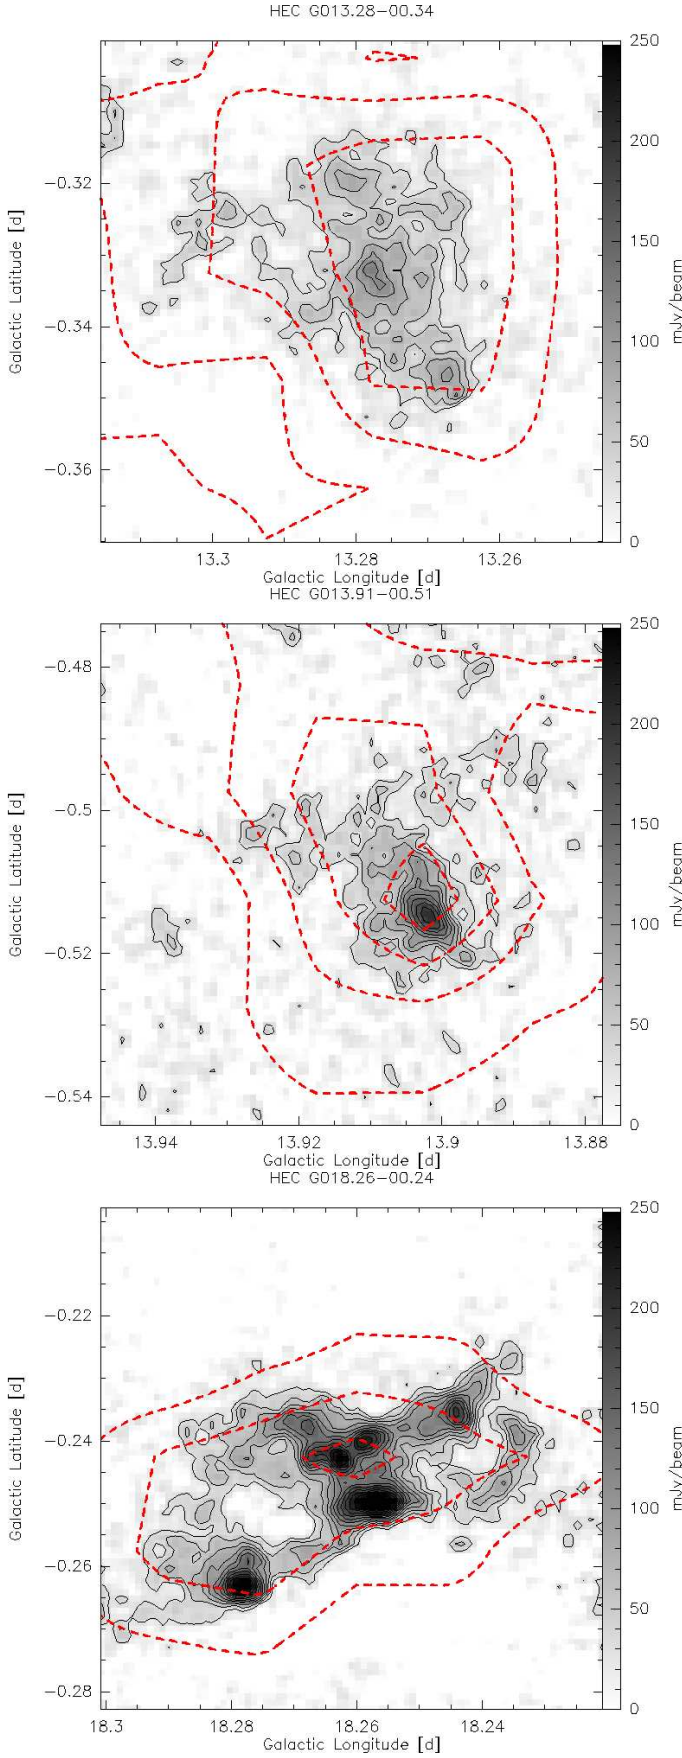 HEC G013.28-00.34
250
200
150
100
50
0
mJy/beam
-0.32
-0.34
-0.36
Galactic Latitude [d]
13.3 13.28 13.26
Galactic Longitude [d]
HEC G013.91-00.51
250
200
150
100
50
0
mJy/beam
-0.48
-0.5
-0.52
-0.54
Galactic Latitude [d]
13.94 13.92 13.9 13.88
Galactic Longitude [d]
HEC G018.26-00.24
250
200
150
100
50
0
mJy/beam
-0.22
-0.24
-0.26
-0.28
Galactic Latitude [d]
18.3 18.28 18.26 18.24
Galactic Longitude [d]